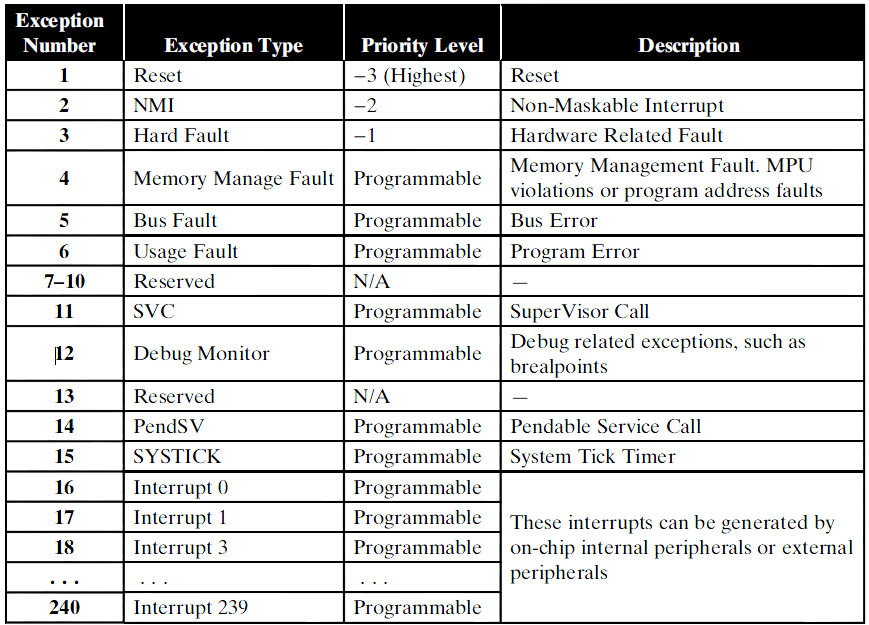 Exception Number Exception Type Priority Level Description
1 Reset −3 (Highest) Reset
2 NMI −2 Non-Maskable Interrupt
3 Hard Fault −1 Hardware Related Fault
4 Memory Manage Fault Programmable Memory Management Fault. MPU
violations or program address faults
5 Bus Fault Programmable Bus Error
6 Usage Fault Programmable Program Error
7–10 Reserved N/A —
11 SVC Programmable SuperVisor Call
12 Debug Monitor Programmable Debug related exceptions, such as
brealpoints
13 Reserved N/A —
14 PendSV Programmable Pendable Service Call
15 SYSTICK Programmable System Tick Timer
16 Interrupt 0 Programmable
17 Interrupt 1 Programmable
18 Interrupt 3 Programmable
. . . . . . . . .
240 Interrupt 239 Programmable
These interrupts can be generated by
on-chip internal peripherals or external
peripherals